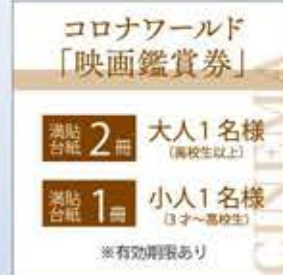 コロナワールド
「映画鑑賞券」
満貼台紙 2冊 大人1名様
(高校生以上)
満貼台紙 1冊 小人1名様
(3才〜高校生)
※有効期限あり
CINEMA